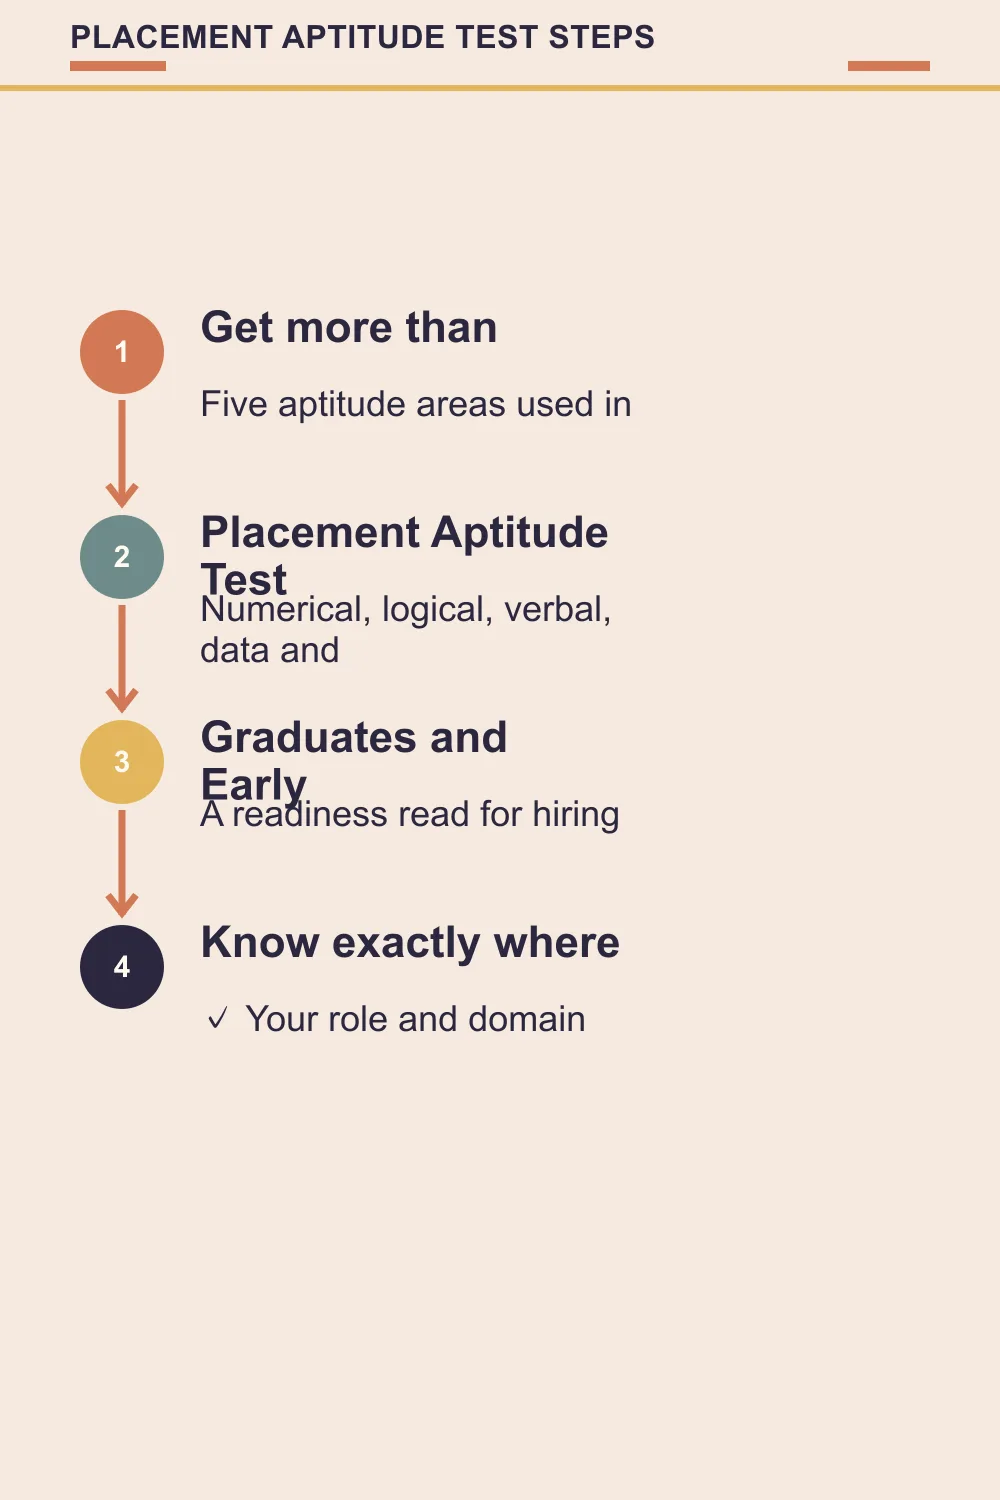 PLACEMENT APTITUDE TEST STEPS
1
Get more than
Five aptitude areas used in
2
Placement Aptitude
Test
Numerical, logical, verbal,
data and
3
Graduates and
Early
A readiness read for hiring
4
Know exactly where
✓ Your role and domain